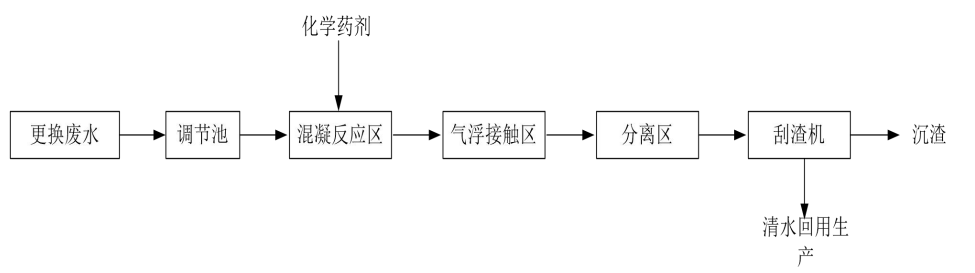 化学药剂
更换废水
调节池
混凝反应区
气浮接触区
分离区
刮渣机
沉渣
清水回用生
产